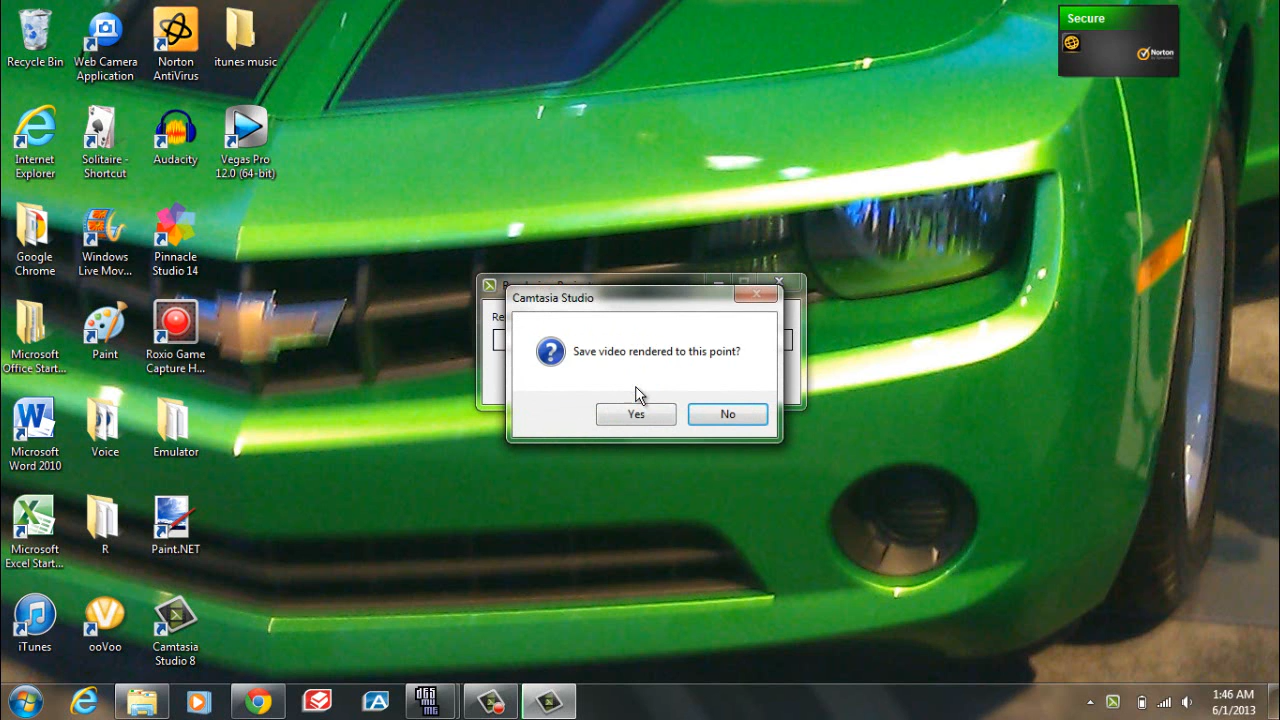 Recycle Bin
Web Camera
Application
Norton
AntiVirus
itunes music
Secure
Norton
Internet
Explorer
Solitaire -
Shortcut
Audacity
Vegas Pro
12.0 (64-bit)
Google
Chrome
Windows
Live Mov...
Pinnacle
Studio 14
Camtasia Studio
Re
Save video rendered to this point?
Yes
No
Microsoft
Office Start...
Paint
Roxio Game
Capture H...
Microsoft
Word 2010
Voice
Emulator
Microsoft
Excel Start...
R
Paint.NET
iTunes
ooVoo
Camtasia
Studio 8
1:46 AM
6/1/2013